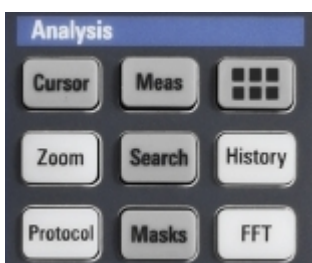 Analysis
Cursor Meas
Zoom Search History
Protocol Masks FFT